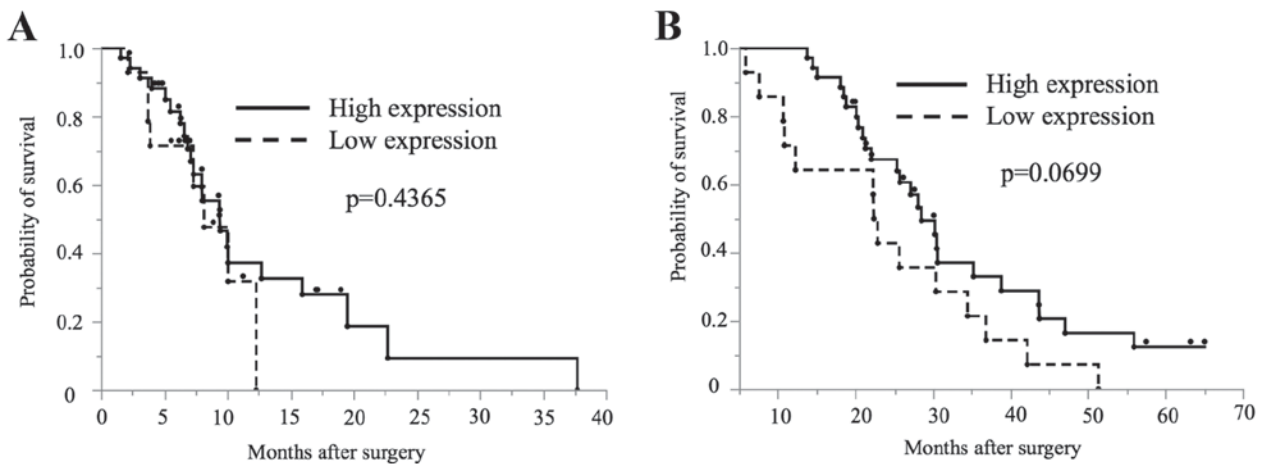 A
Probability of survival
1.0
0.8
0.6
0.4
0.2
0
High expression
Low expression
p=0.4365
0 5 10 15 20 25 30 35 40
Months after surgery
B
Probability of survival
1.0
0.8
0.6
0.4
0.2
0
High expression
Low expression
p=0.0699
10 20 30 40 50 60 70
Months after surgery